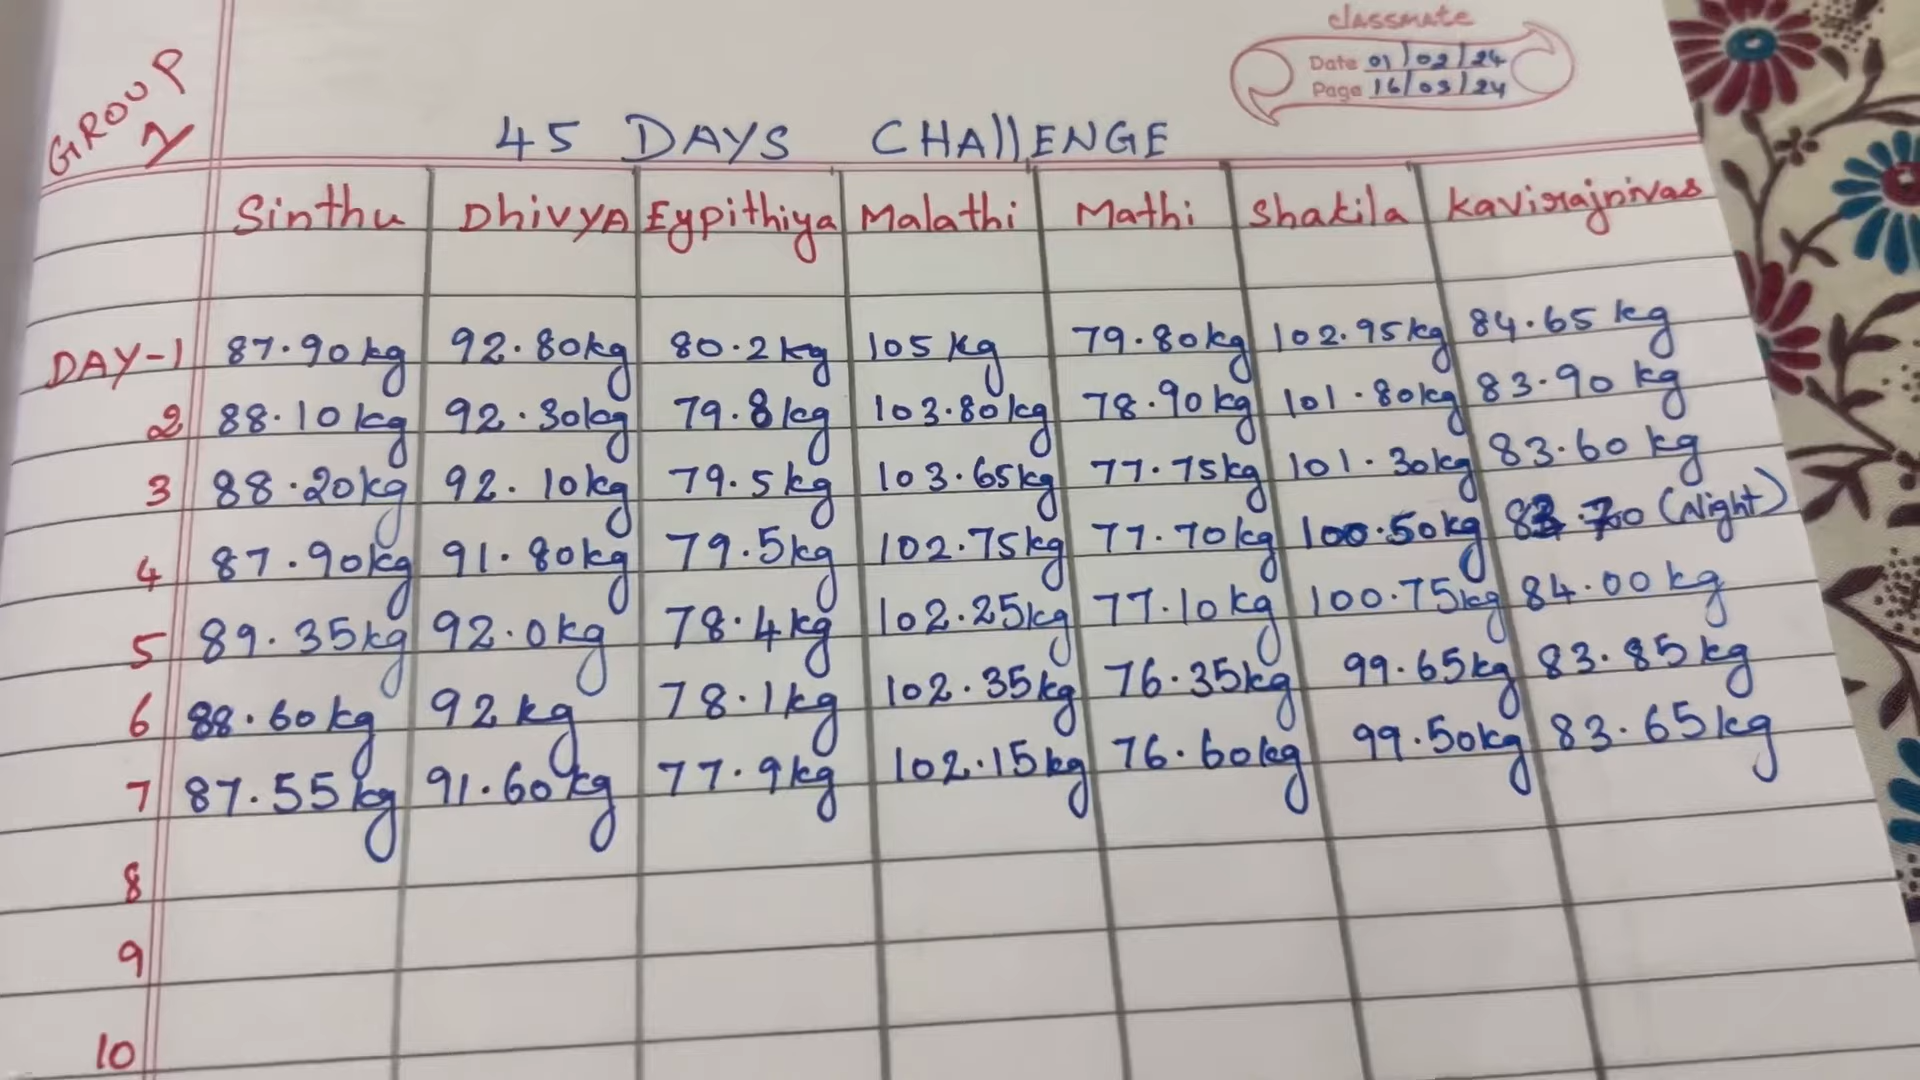 classmate
Date 01/02/24
Page 16/03/24
GROUP
2
45 DAYS CHAllENGE
Sinthu DHivYA Eypithiya Malathi Mathi Shakila Kavirajnivas
DAY-1 87.90kg 92.80kg 80.2kg 105kg 79.80kg 102.95kg 84.65kg
2 88.10kg 92.30kg 79.8kg 103.80kg 78.90kg 101.80kg 83.90kg
3 88.20kg 92.10kg 79.5kg 103.65kg 77.75kg 101.30kg 83.60kg
4 87.90kg 91.80kg 79.5kg 102.75kg 77.70kg 100.50kg (Night)
5 89.35kg 92.0kg 78.4kg 102.25kg 77.10kg 100.75kg 84.00kg
6 88.60kg 92kg 78.1kg 102.35kg 76.35kg 99.65kg 83.85kg
7 87.55kg 91.60kg 77.9kg 102.15kg 76.60kg 99.50kg 83.65kg
8
9
10